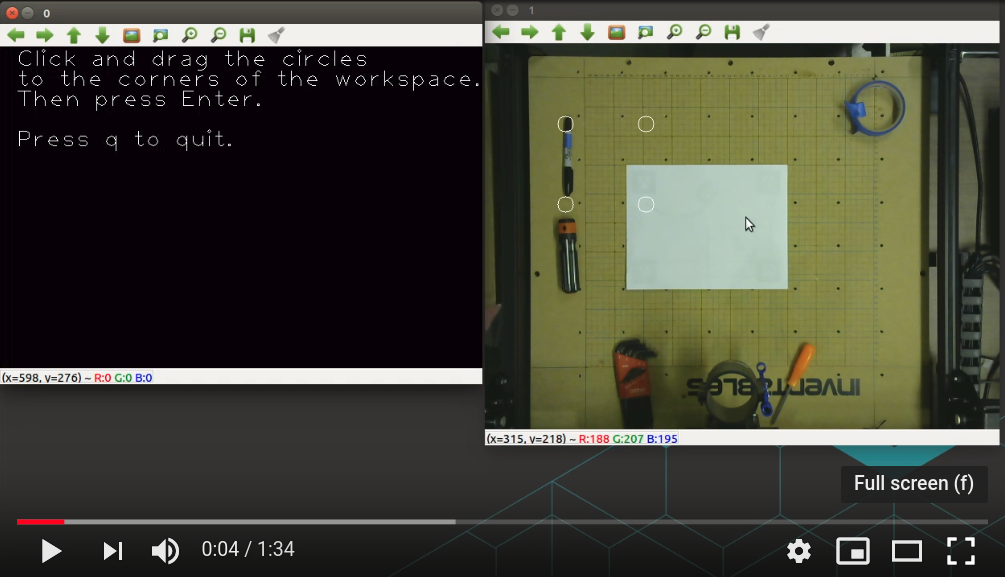 0
1
Click and drag the circles
to the corners of the workspace.
Then press Enter.
Press q to quit.
INVENTABLES
(x=598, y=276) ~ R:0 G:0 B:0
(x=315, y=218) ~ R:188 G:207 B:195
Full screen (f)
0:04 / 1:34